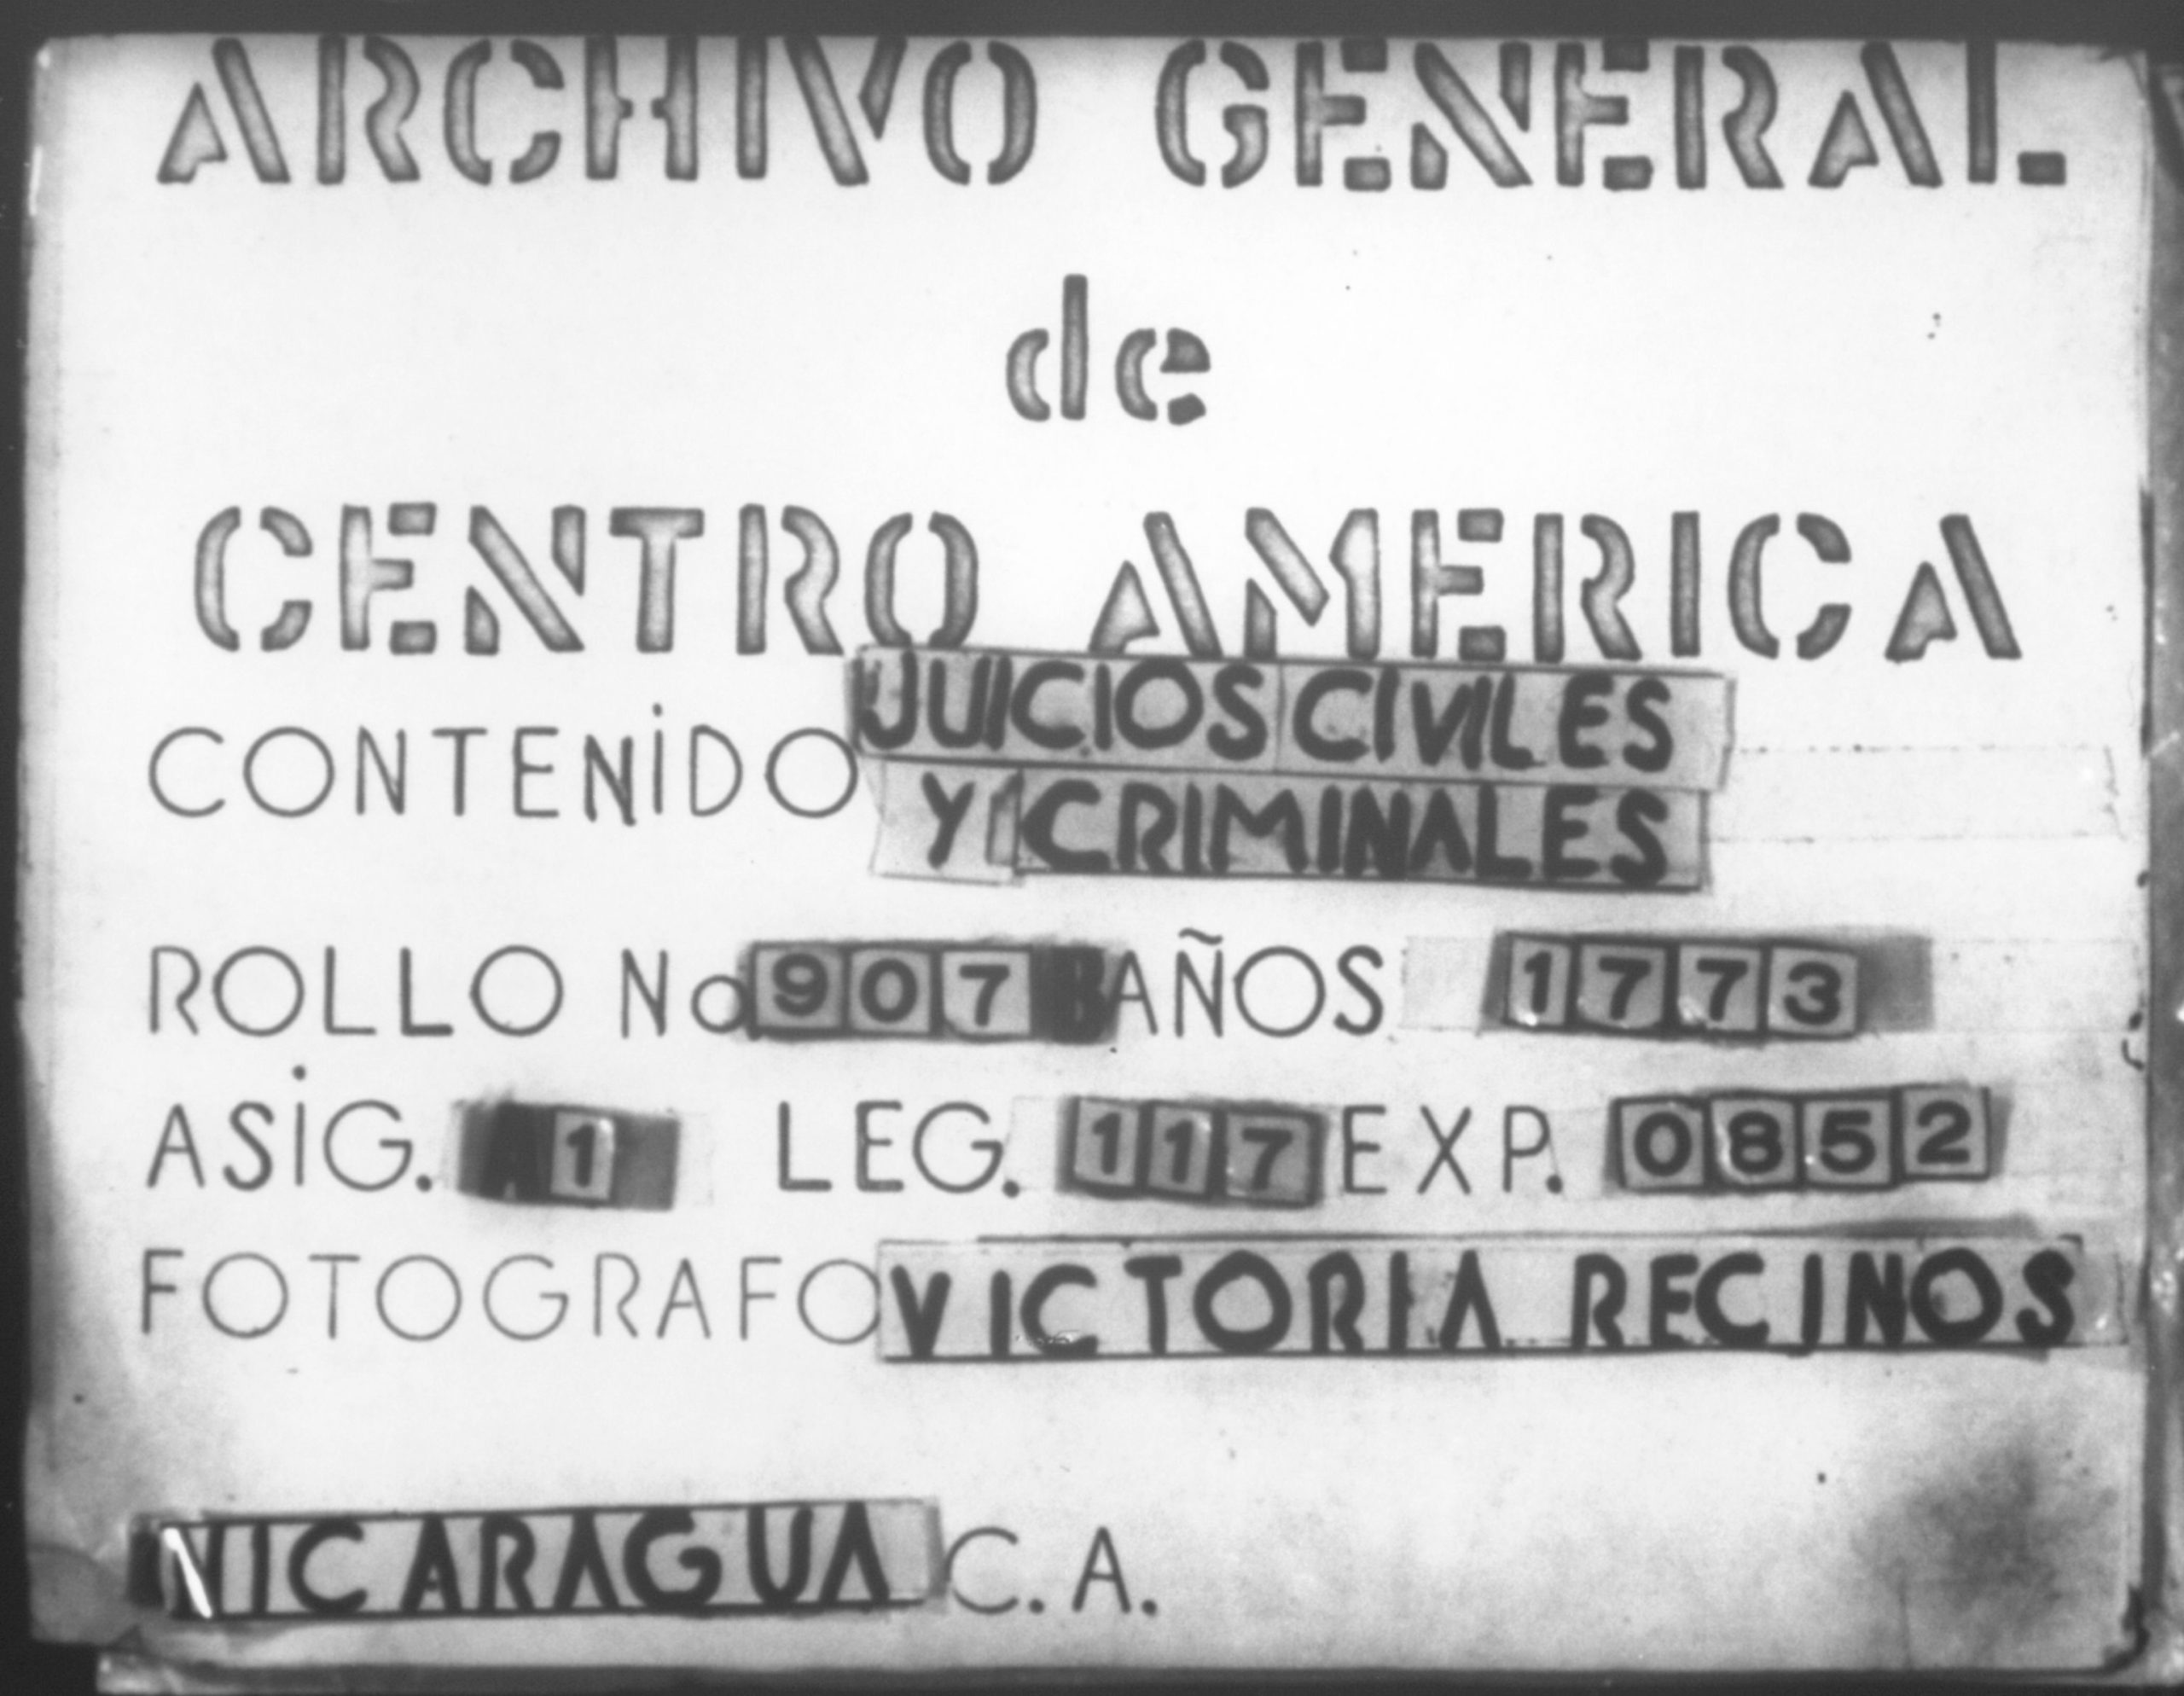 ARCHIVO GENERAL
de
CENTRO AMERICA
CONTENIDO JUICIOS CIVILES
Y CRIMINALES
ROLLO No 907 B AÑOS 1773
ASIG. A 1 LEG. 117 EXP. 0852
FOTOGRAFO VICTORIA RECINOS
NICARAGUA C. A.